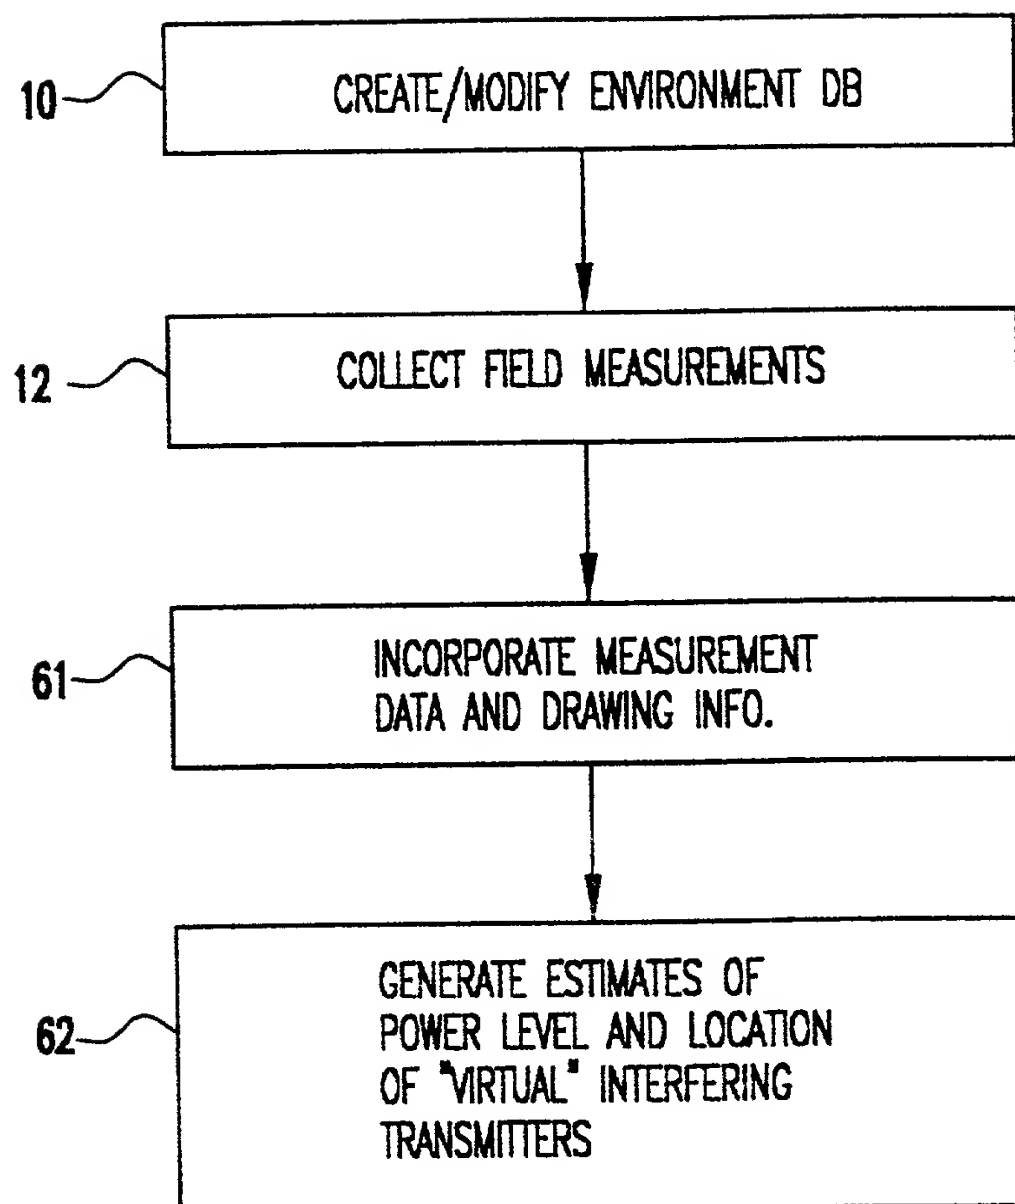 10
CREATE/MODIFY ENVIRONMENT DB
12
COLLECT FIELD MEASUREMENTS
61
INCORPORATE MEASUREMENT
DATA AND DRAWING INFO.
62
GENERATE ESTIMATES OF
POWER LEVEL AND LOCATION
OF "VIRTUAL" INTERFERING
TRANSMITTERS